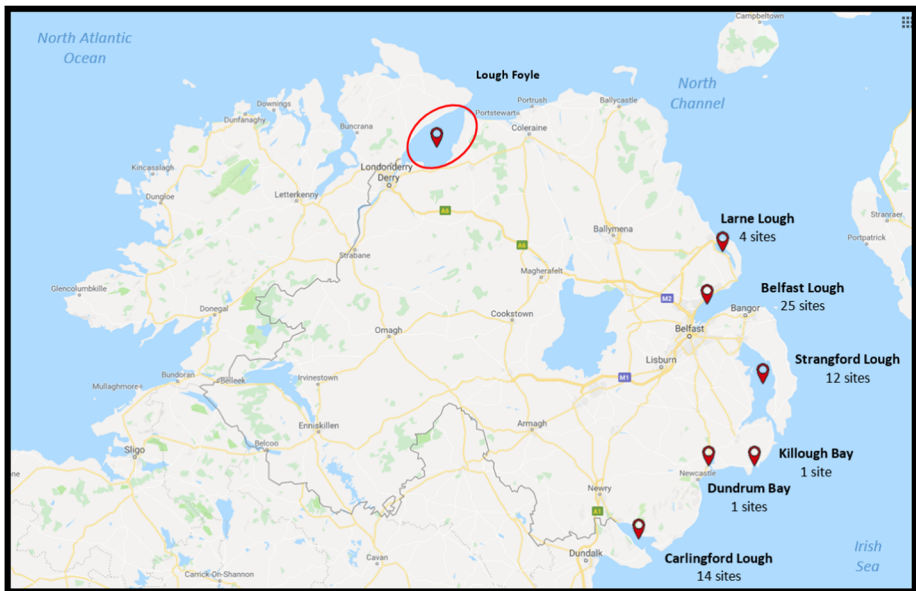 Campbeltown
North Atlantic
Ocean
Lough Foyle
North
Channel
Downings
Dunfanaghy
Buncrana
Portstewart
Portrush
Ballycastle
Coleraine
Kincasslagh
Dungloe
Letterkenny
Londonderry
Derry
A6
Stranraer
Portpatrick
Larne Lough
4 sites
Ballymena
A6
Strabane
Magherafelt
Glencolumbkille
Donegal
M2
Belfast Lough
25 sites
Bangor
Cookstown
Omagh
Belfast
Lisburn
Strangford Lough
12 sites
M1
Bundoran
Mullaghmore
Belleek
Irvinestown
Enniskillen
Armagh
Belcoo
Sligo
Killough Bay
1 site
Newcastle
Dundrum Bay
1 sites
Newry
A1
Irish
Sea
Dundalk
Carlingford Lough
14 sites
Cavan
Carrick-On-Shannon